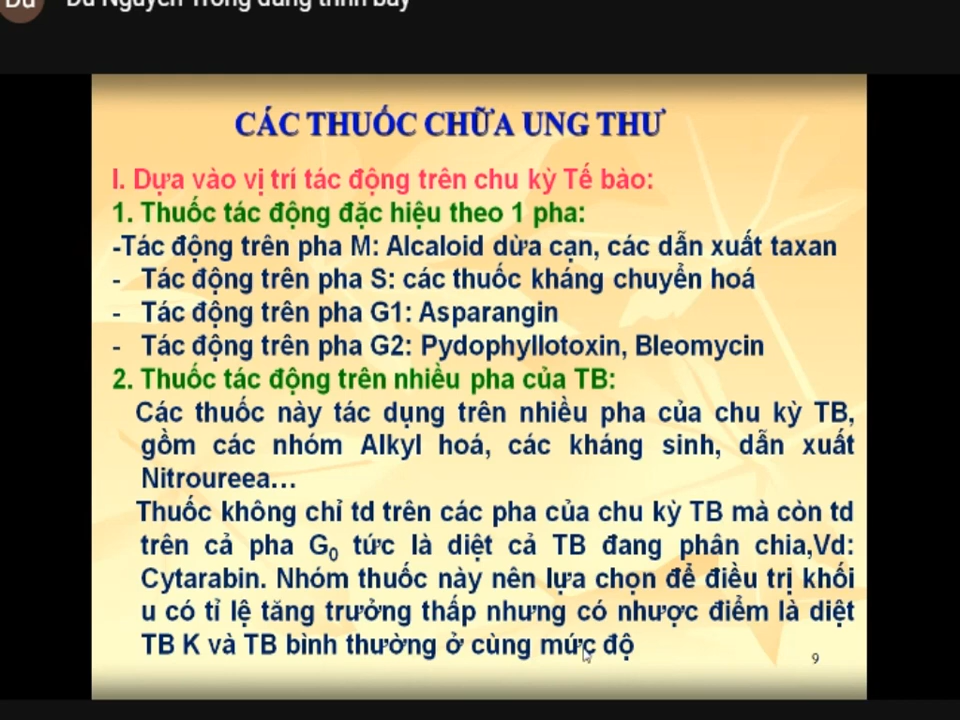 Du Nguyen Trong đang trình bày
CÁC THUỐC CHỮA UNG THƯ
I. Dựa vào vị trí tác động trên chu kỳ Tế bào:
1. Thuốc tác động đặc hiệu theo 1 pha:
-Tác động trên pha M: Alcaloid dừa cạn, các dẫn xuất taxan
- Tác động trên pha S: các thuốc kháng chuyển hoá
- Tác động trên pha G1: Asparangin
- Tác động trên pha G2: Pydophyllotoxin, Bleomycin
2. Thuốc tác động trên nhiều pha của TB:
Các thuốc này tác dụng trên nhiều pha của chu kỳ TB,
gồm các nhóm Alkyl hoá, các kháng sinh, dẫn xuất
Nitroureea...
Thuốc không chỉ td trên các pha của chu kỳ TB mà còn td
trên cả pha G₀ tức là diệt cả TB đang phân chia,Vd:
Cytarabin. Nhóm thuốc này nên lựa chọn để điều trị khối
u có tỉ lệ tăng trưởng thấp nhưng có nhược điểm là diệt
TB K và TB bình thường ở cùng mức độ
9